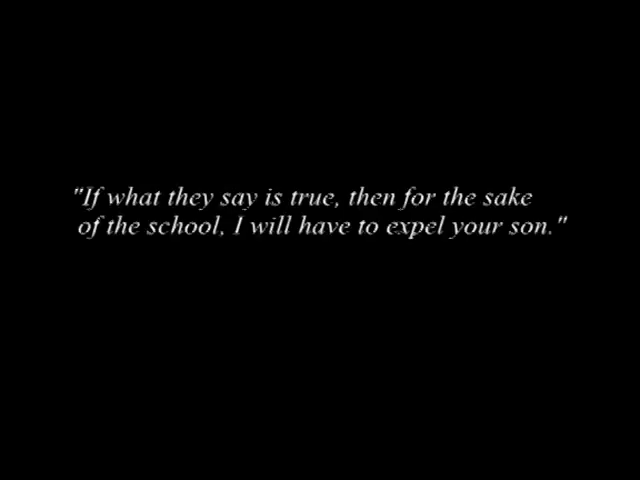 "If what they say is true, then for the sake
of the school, I will have to expel your son."